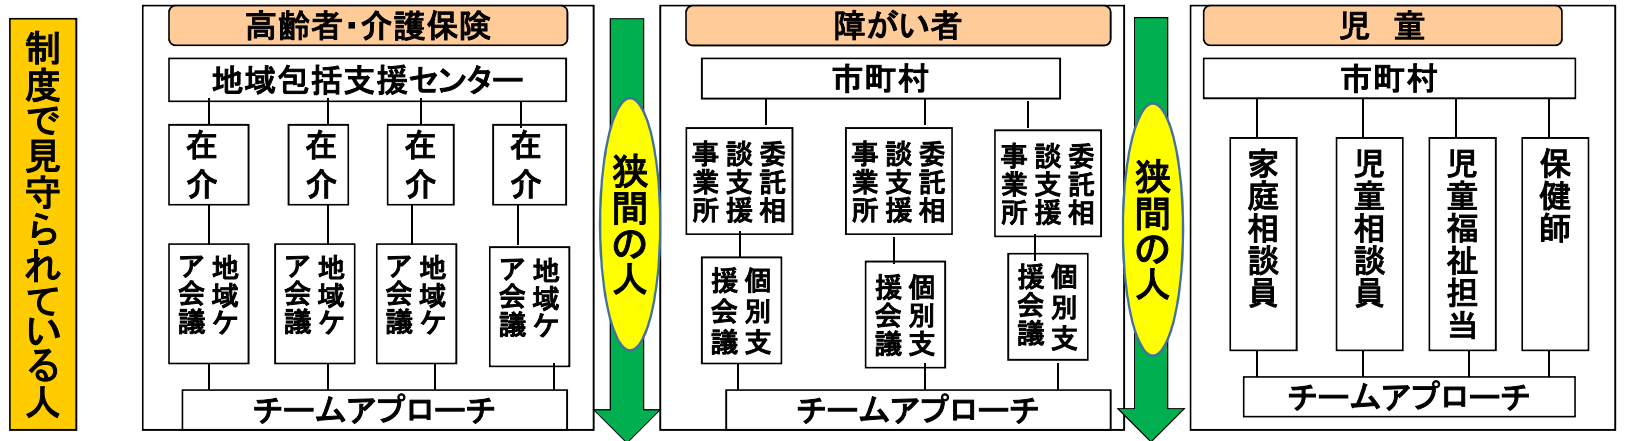 制度で見守られている人
高齢者・介護保険
地域包括支援センター
在介
在介
在介
在介
地域ケ
ア会議
地域ケ
ア会議
地域ケ
ア会議
地域ケ
ア会議
チームアプローチ
狭間の人
障がい者
市町村
委託相
談支援
事業所
委託相
談支援
事業所
委託相
談支援
事業所
個別支
援会議
個別支
援会議
個別支
援会議
チームアプローチ
狭間の人
児　童
市町村
家庭相談員
児童相談員
児童福祉担当
保健師
チームアプローチ